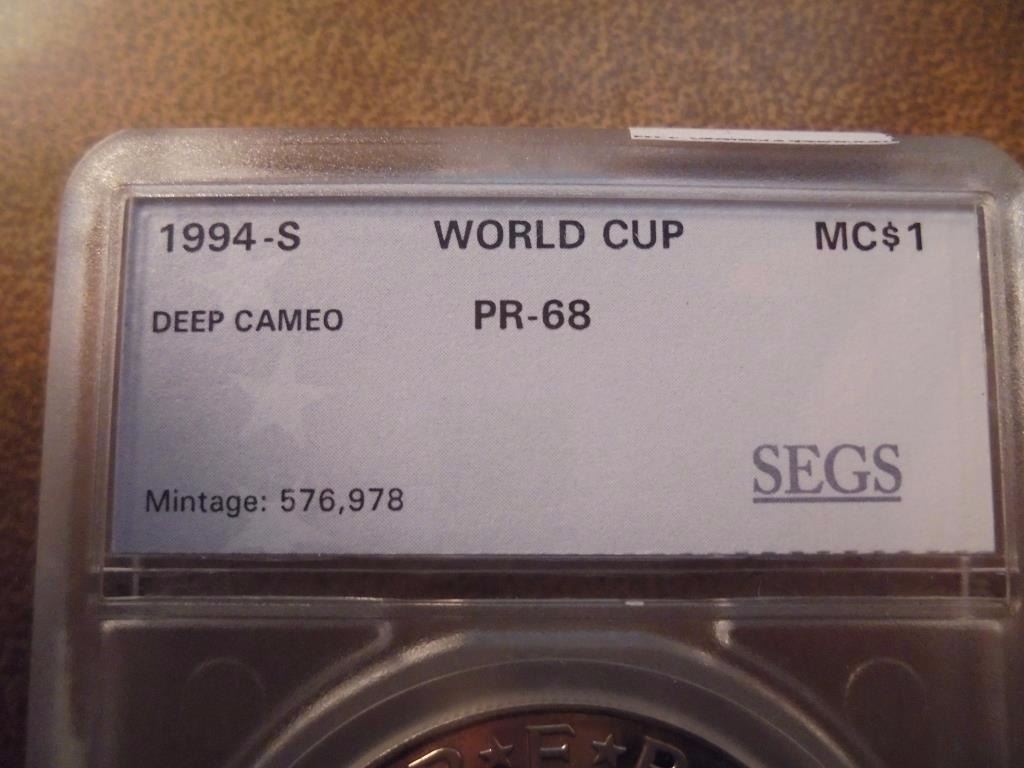 1994-S WORLD CUP MC$1
DEEP CAMEO PR-68
SEGS
Mintage: 576,978